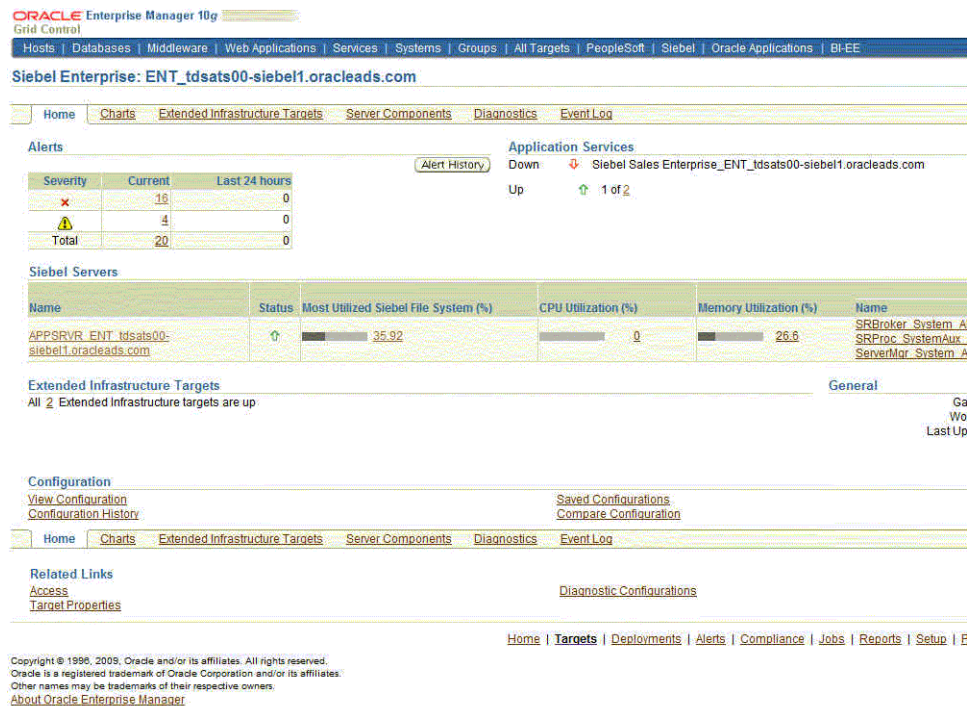 ORACLE Enterprise Manager 10g
Grid Control
Hosts | Databases | Middleware | Web Applications | Services | Systems | Groups | All Targets | PeopleSoft | Siebel | Oracle Applications | BI-EE
Siebel Enterprise: ENT_tdsats00-siebel1.oracleads.com
Home Charts Extended Infrastructure Targets Server Components Diagnostics Event Log
Alerts
Alert History
Severity Current Last 24 hours
16 0
4 0
Total 20 0
Application Services
Down Siebel Sales Enterprise_ENT_tdsats00-siebel1.oracleads.com
Up 1 of 2
Siebel Servers
Name Status Most Utilized Siebel File System (%) CPU Utilization (%) Memory Utilization (%) Name
APPSRVR_ENT_tdsats00-siebel1.oracleads.com 35.92 0 26.6
SRBroker_System_A
SRProc_SystemAux_
ServerMgr_System_A
Extended Infrastructure Targets
All 2 Extended Infrastructure targets are up
General
Ga
Wo
Last Up
Configuration
View Configuration Saved Configurations
Configuration History Compare Configuration
Home Charts Extended Infrastructure Targets Server Components Diagnostics Event Log
Related Links
Access Diagnostic Configurations
Target Properties
Home | Targets | Deployments | Alerts | Compliance | Jobs | Reports | Setup | P
Copyright © 1996, 2009, Oracle and/or its affiliates. All rights reserved.
Oracle is a registered trademark of Oracle Corporation and/or its affiliates.
Other names may be trademarks of their respective owners.
About Oracle Enterprise Manager